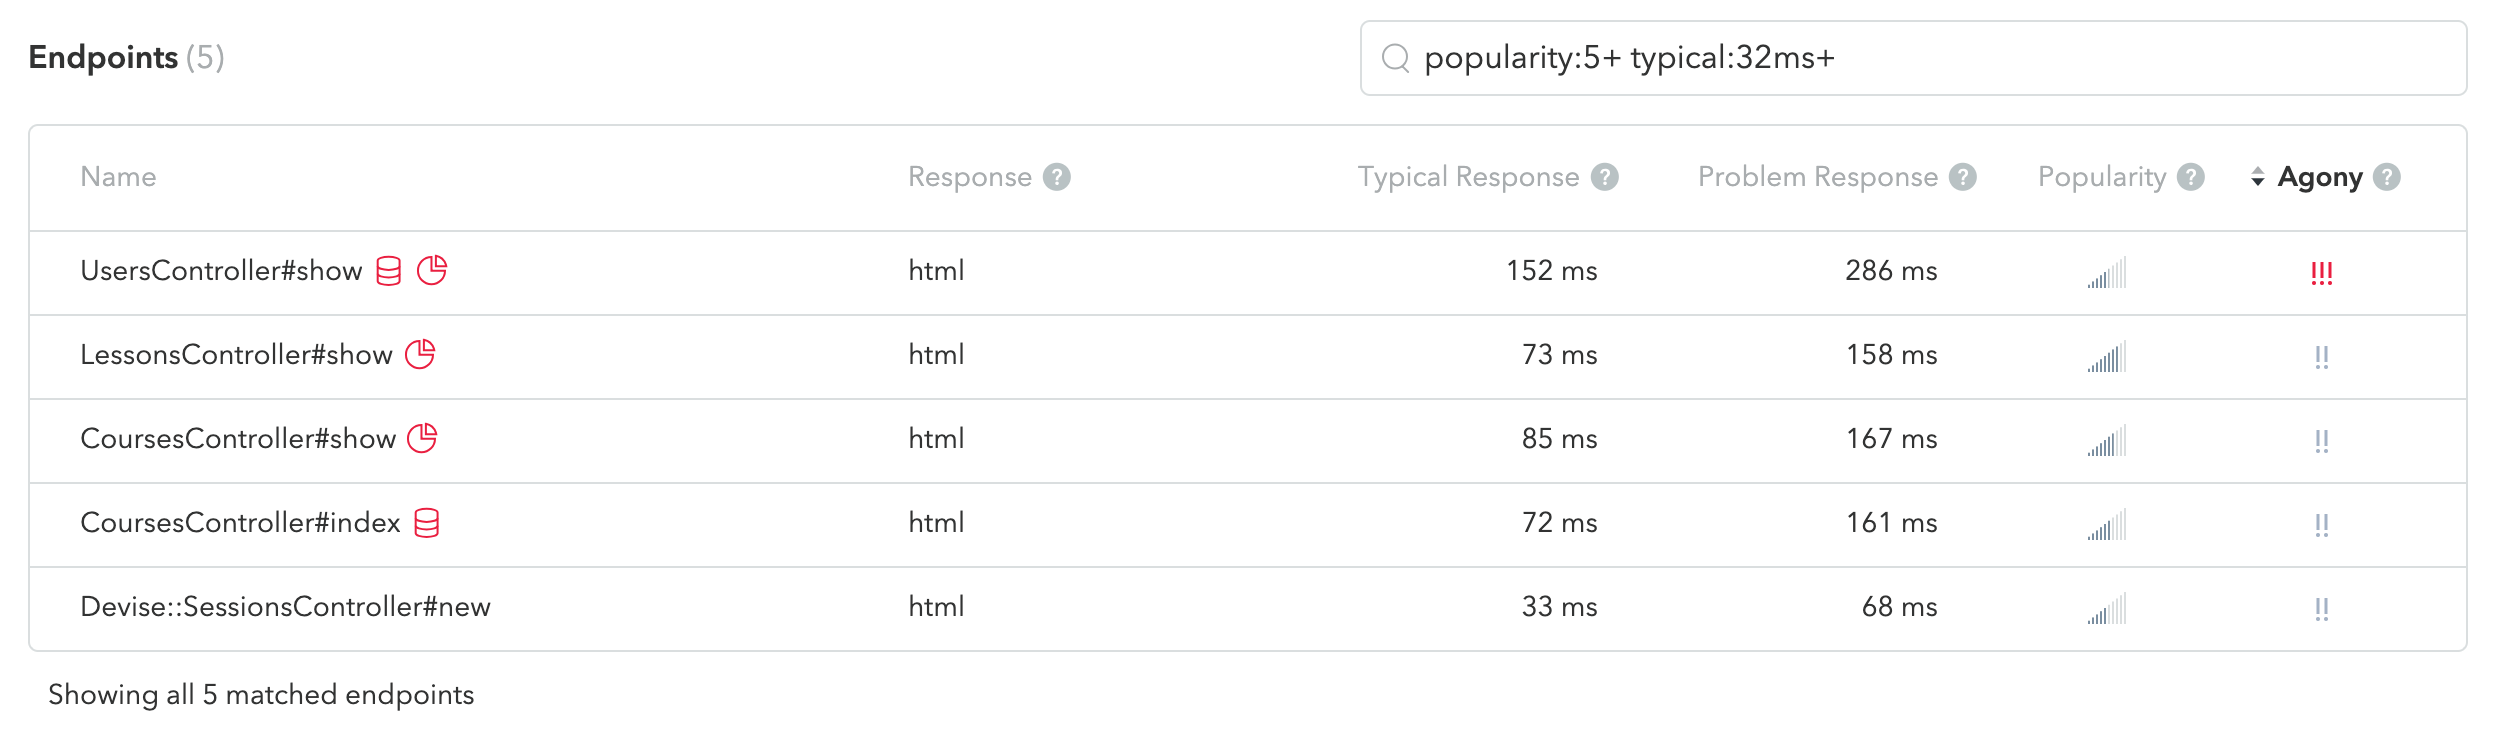 Endpoints (5)
popularity:5+ typical:32ms+
Name Response ? Typical Response ? Problem Response ? Popularity ? Agony ?
UsersController#show html 152 ms 286 ms !!!
LessonsController#show html 73 ms 158 ms !!
CoursesController#show html 85 ms 167 ms !!
CoursesController#index html 72 ms 161 ms !!
Devise::SessionsController#new html 33 ms 68 ms !!
Showing all 5 matched endpoints